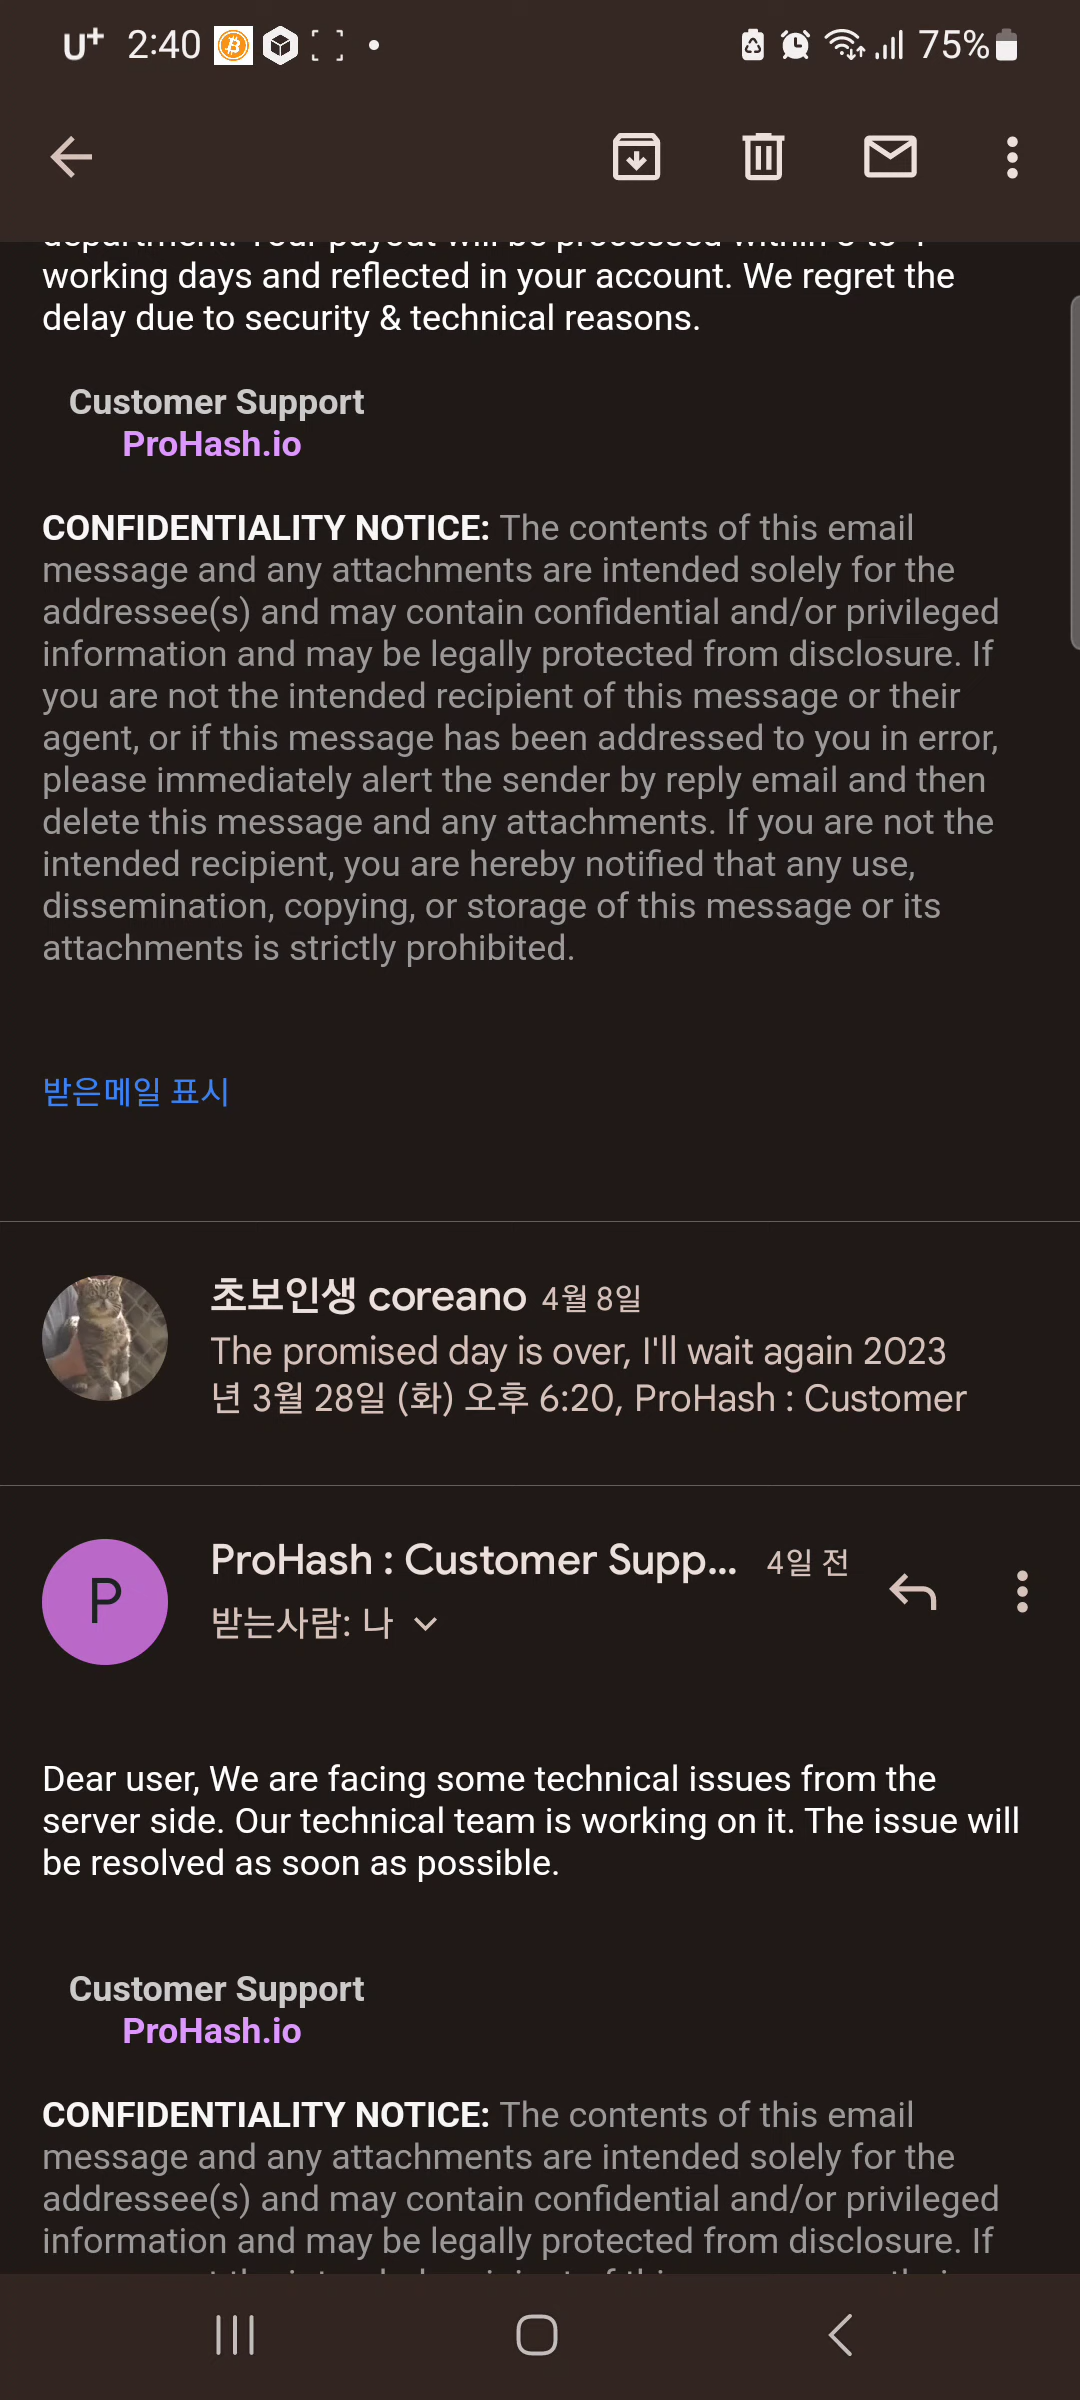 U+ 2:40 75%
working days and reflected in your account. We regret the
delay due to security & technical reasons.
Customer Support
ProHash.io
CONFIDENTIALITY NOTICE: The contents of this email
message and any attachments are intended solely for the
addressee(s) and may contain confidential and/or privileged
information and may be legally protected from disclosure. If
you are not the intended recipient of this message or their
agent, or if this message has been addressed to you in error,
please immediately alert the sender by reply email and then
delete this message and any attachments. If you are not the
intended recipient, you are hereby notified that any use,
dissemination, copying, or storage of this message or its
attachments is strictly prohibited.
받은메일 표시
초보인생 coreano 4월 8일
The promised day is over, I'll wait again 2023
년 3월 28일 (화) 오후 6:20, ProHash : Customer
ProHash : Customer Supp... 4일 전
P
받는사람: 나
Dear user, We are facing some technical issues from the
server side. Our technical team is working on it. The issue will
be resolved as soon as possible.
Customer Support
ProHash.io
CONFIDENTIALITY NOTICE: The contents of this email
message and any attachments are intended solely for the
addressee(s) and may contain confidential and/or privileged
information and may be legally protected from disclosure. If